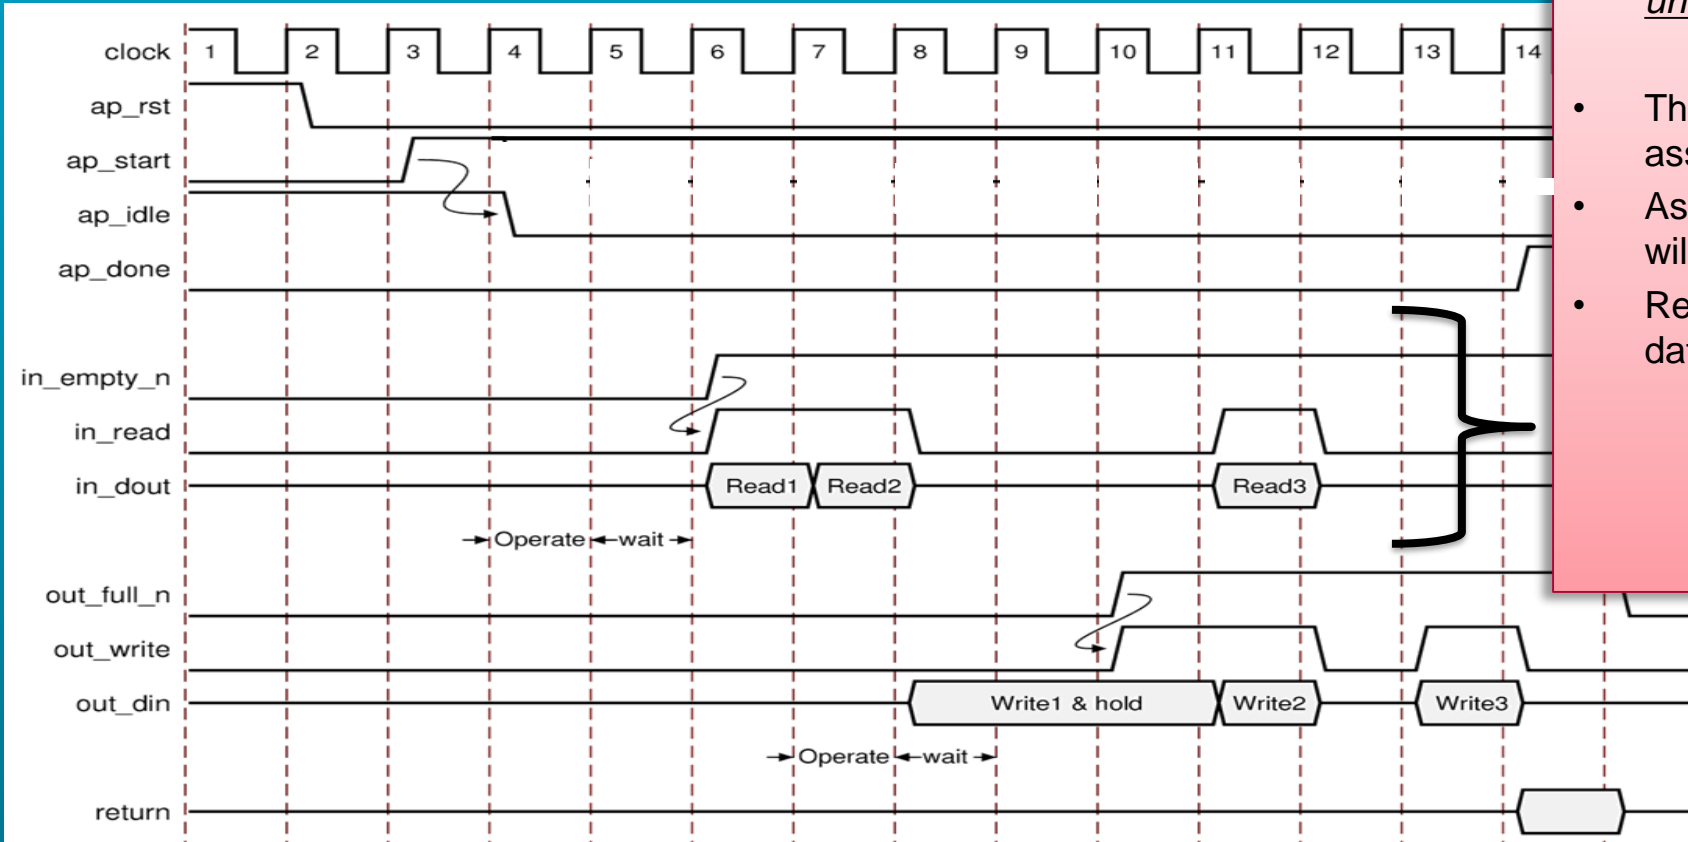 clock 1 2 3 4 5 6 7 8 9 10 11 12 13 14
ap_rst
ap_start
ap_idle
ap_done
in_empty_n
in_read
in_dout Read1 Read2 Read3
Operate wait
out_full_n
out_write
out_din Write1 & hold Write2 Write3
Operate wait
return
• Th
ass
• As
wil
• Re